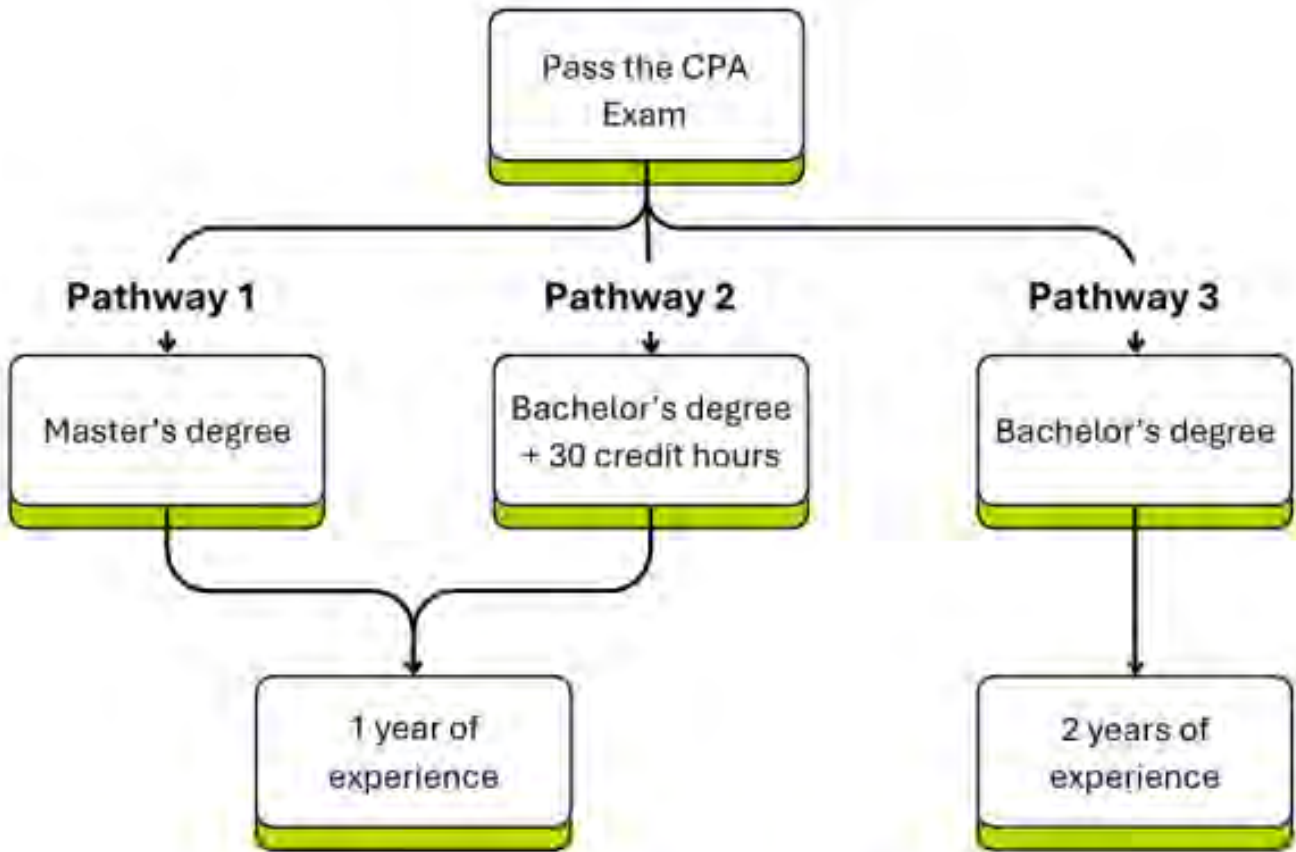 Pass the CPA
Exam
Pathway 1
Pathway 2
Pathway 3
Master's degree
Bachelor's degree
+ 30 credit hours
Bachelor's degree
1 year of
experience
2 years of
experience